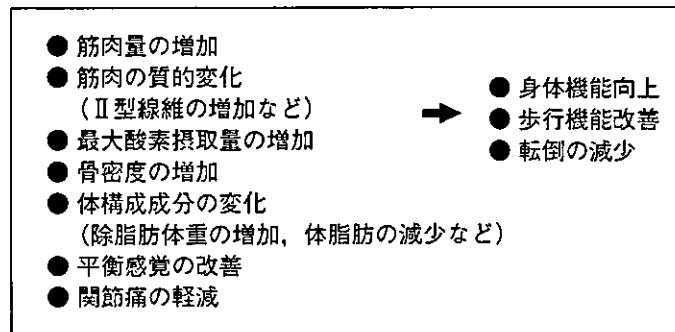 ● 筋肉量の増加
● 筋肉の質的変化
（Ⅱ型線維の増加など）
● 最大酸素摂取量の増加
● 骨密度の増加
● 体構成成分の変化
（除脂肪体重の増加，体脂肪の減少など）
● 平衡感覚の改善
● 関節痛の軽減
➡
● 身体機能向上
● 歩行機能改善
● 転倒の減少